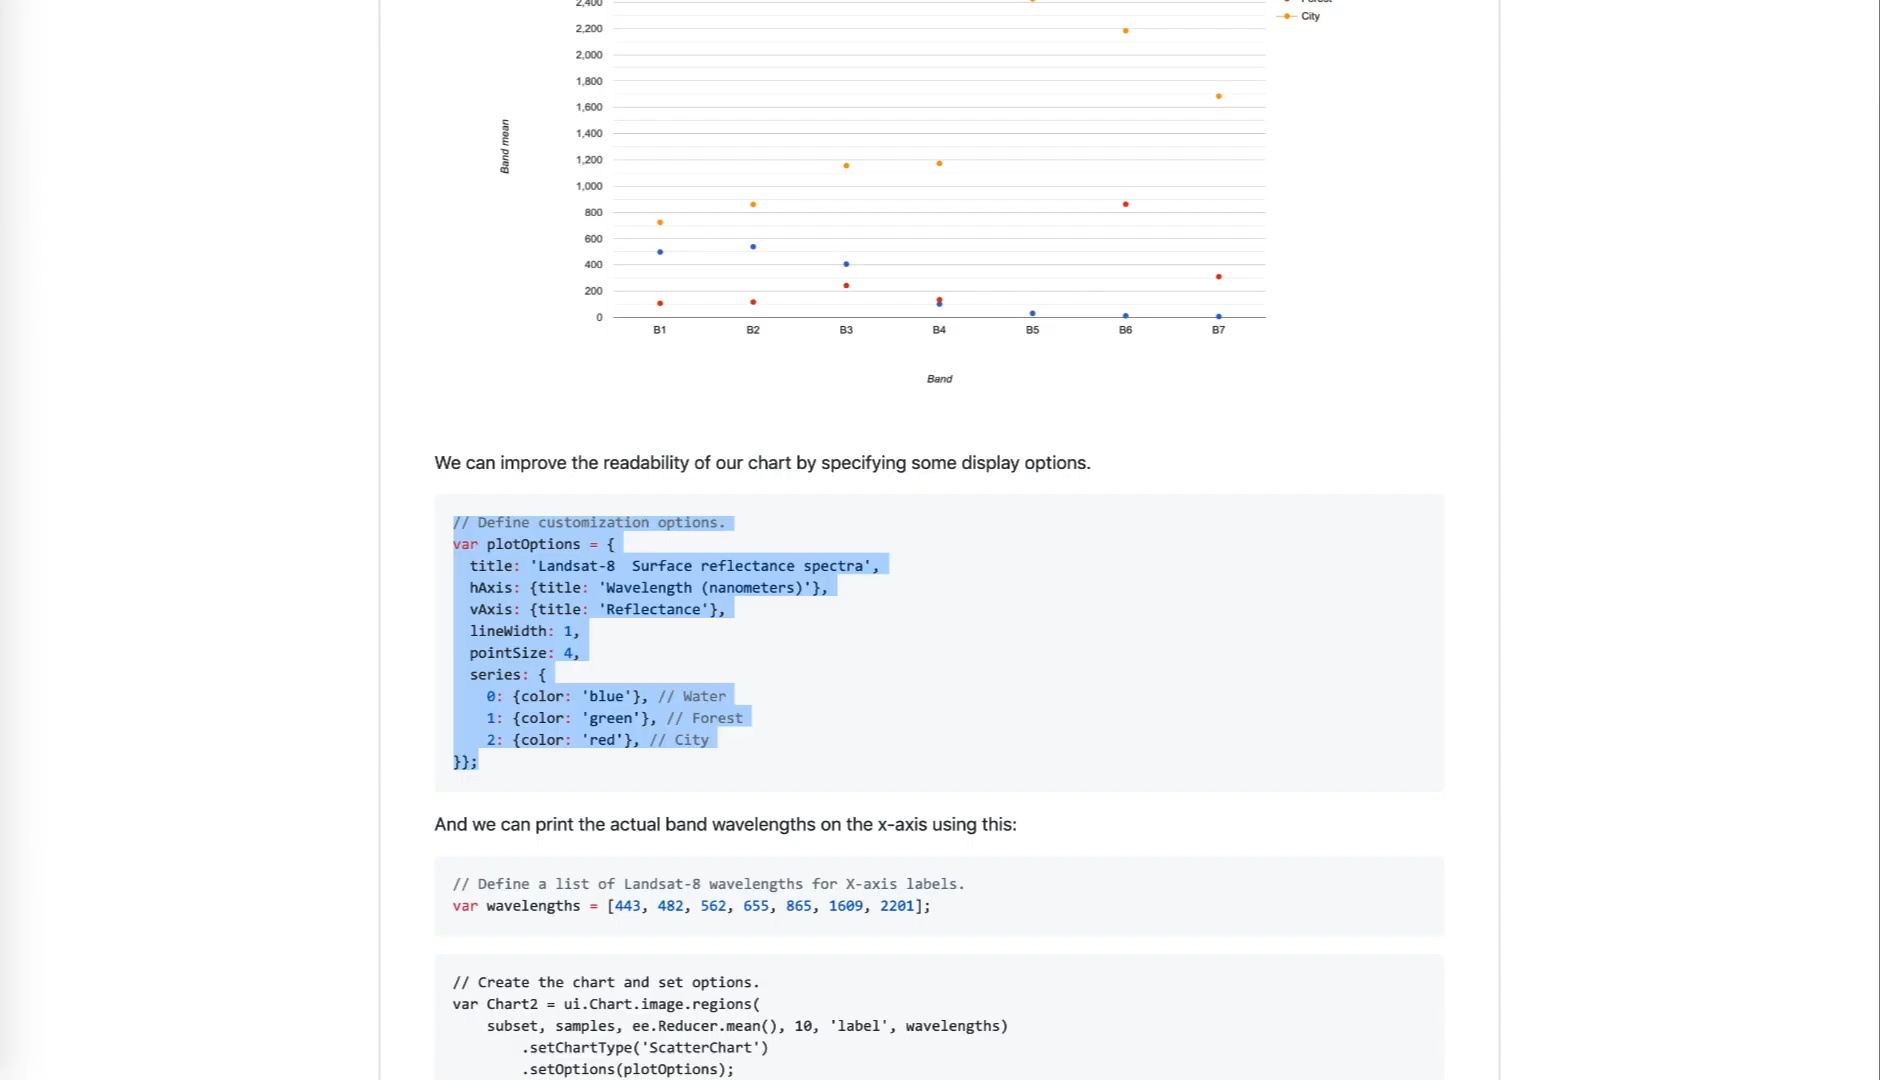 2,400
Forest
City
2,200
2,000
1,800
1,600
1,400
1,200
1,000
800
600
400
200
0
Band mean
B1 B2 B3 B4 B5 B6 B7
Band
We can improve the readability of our chart by specifying some display options.
// Define customization options.
var plotOptions = {
  title: 'Landsat-8  Surface reflectance spectra',
  hAxis: {title: 'Wavelength (nanometers)'},
  vAxis: {title: 'Reflectance'},
  lineWidth: 1,
  pointSize: 4,
  series: {
    0: {color: 'blue'}, // Water
    1: {color: 'green'}, // Forest
    2: {color: 'red'}, // City
}};
And we can print the actual band wavelengths on the x-axis using this:
// Define a list of Landsat-8 wavelengths for X-axis labels.
var wavelengths = [443, 482, 562, 655, 865, 1609, 2201];
// Create the chart and set options.
var Chart2 = ui.Chart.image.regions(
    subset, samples, ee.Reducer.mean(), 10, 'label', wavelengths)
        .setChartType('ScatterChart')
        .setOptions(plotOptions);